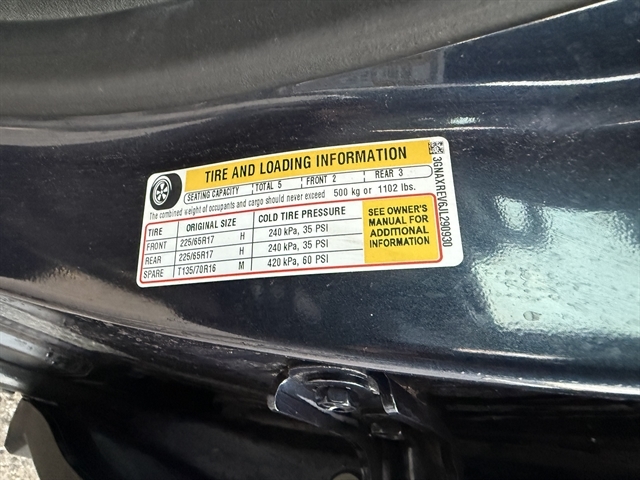 TIRE AND LOADING INFORMATION
SEATING CAPACITY TOTAL 5 FRONT 2 REAR 3
The combined weight of occupants and cargo should never exceed 500 kg or 1102 lbs.
TIRE ORIGINAL SIZE COLD TIRE PRESSURE
FRONT 225/65R17 H 240 kPa, 35 PSI
REAR 225/65R17 H 240 kPa, 35 PSI
SPARE T135/70R16 M 420 kPa, 60 PSI
SEE OWNER'S
MANUAL FOR
ADDITIONAL
INFORMATION
3GNAXREV6JL290930